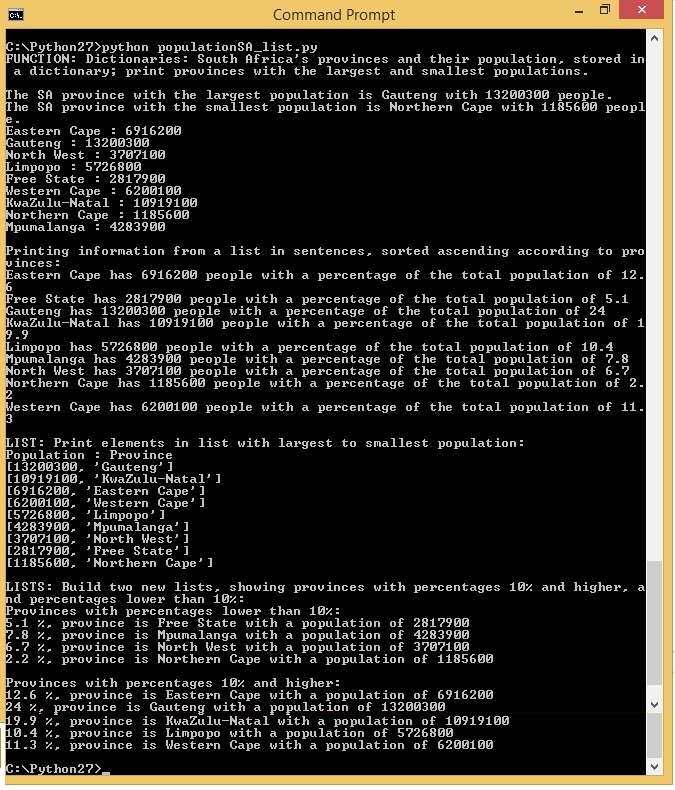 Command Prompt
C:\Python27>python populationSA_list.py
FUNCTION: Dictionaries: South Africa's provinces and their population, stored in
 a dictionary; print provinces with the largest and smallest populations.
The SA province with the largest population is Gauteng with 13200300 people.
The SA province with the smallest population is Northern Cape with 1185600 peopl
e.
Eastern Cape : 6916200
Gauteng : 13200300
North West : 3707100
Limpopo : 5726800
Free State : 2817900
Western Cape : 6200100
KwaZulu-Natal : 10919100
Northern Cape : 1185600
Mpumalanga : 4283900
Printing information from a list in sentences, sorted ascending according to pro
vinces:
Eastern Cape has 6916200 people with a percentage of the total population of 12.
6
Free State has 2817900 people with a percentage of the total population of 5.1
Gauteng has 13200300 people with a percentage of the total population of 24
KwaZulu-Natal has 10919100 people with a percentage of the total population of 1
9.9
Limpopo has 5726800 people with a percentage of the total population of 10.4
Mpumalanga has 4283900 people with a percentage of the total population of 7.8
North West has 3707100 people with a percentage of the total population of 6.7
Northern Cape has 1185600 people with a percentage of the total population of 2.
2
Western Cape has 6200100 people with a percentage of the total population of 11.
3
LIST: Print elements in list with largest to smallest population:
Population : Province
[13200300, 'Gauteng']
[10919100, 'KwaZulu-Natal']
[6916200, 'Eastern Cape']
[6200100, 'Western Cape']
[5726800, 'Limpopo']
[4283900, 'Mpumalanga']
[3707100, 'North West']
[2817900, 'Free State']
[1185600, 'Northern Cape']
LISTS: Build two new lists, showing provinces with percentages 10% and higher, a
nd percentages lower than 10%:
Provinces with percentages lower than 10%:
5.1 %, province is Free State with a population of 2817900
7.8 %, province is Mpumalanga with a population of 4283900
6.7 %, province is North West with a population of 3707100
2.2 %, province is Northern Cape with a population of 1185600
Provinces with percentages 10% and higher:
12.6 %, province is Eastern Cape with a population of 6916200
24 %, province is Gauteng with a population of 13200300
19.9 %, province is KwaZulu-Natal with a population of 10919100
10.4 %, province is Limpopo with a population of 5726800
11.3 %, province is Western Cape with a population of 6200100
C:\Python27>_